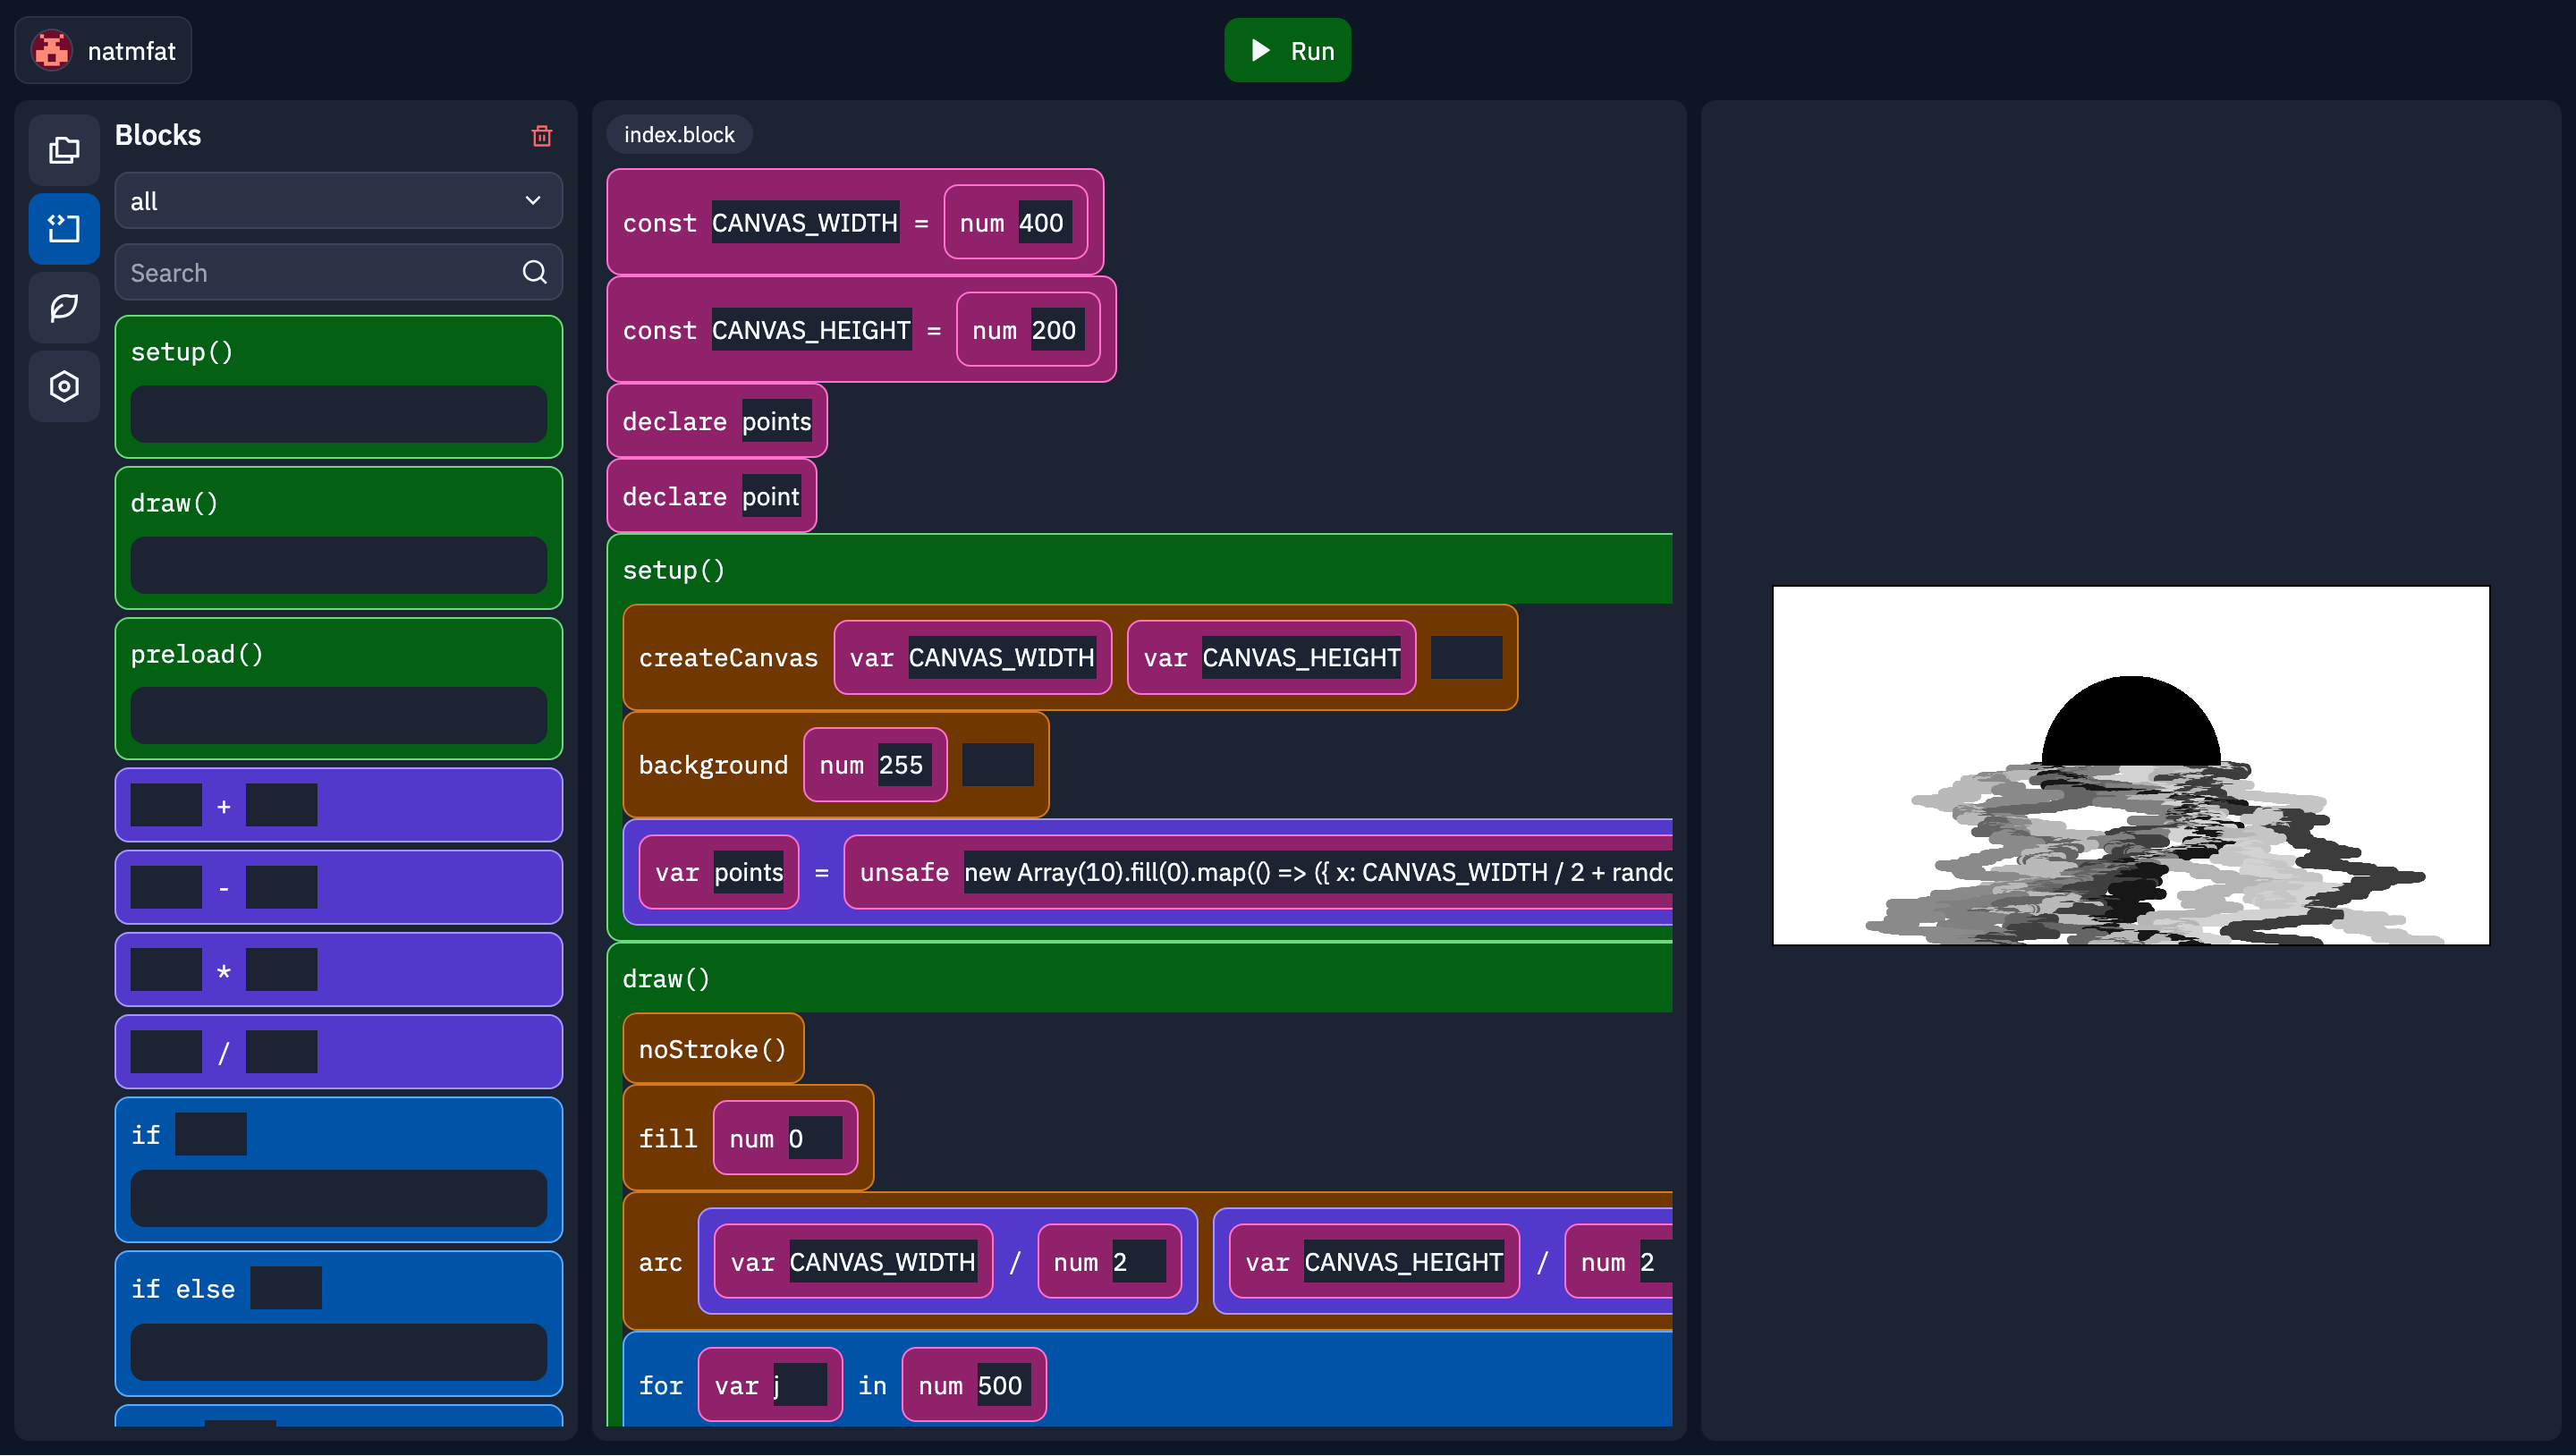 natmfat
Run
Blocks
all
Search
setup()
draw()
preload()
+
-
*
/
if
if else
index.block
const CANVAS_WIDTH = num 400
const CANVAS_HEIGHT = num 200
declare points
declare point
setup()
createCanvas var CANVAS_WIDTH var CANVAS_HEIGHT
background num 255
var points = unsafe new Array(10).fill(0).map(() => ({ x: CANVAS_WIDTH / 2 +
draw()
noStroke()
fill num 0
arc var CANVAS_WIDTH / num 2 var CANVAS_HEIGHT / num 2
for var j in num 500